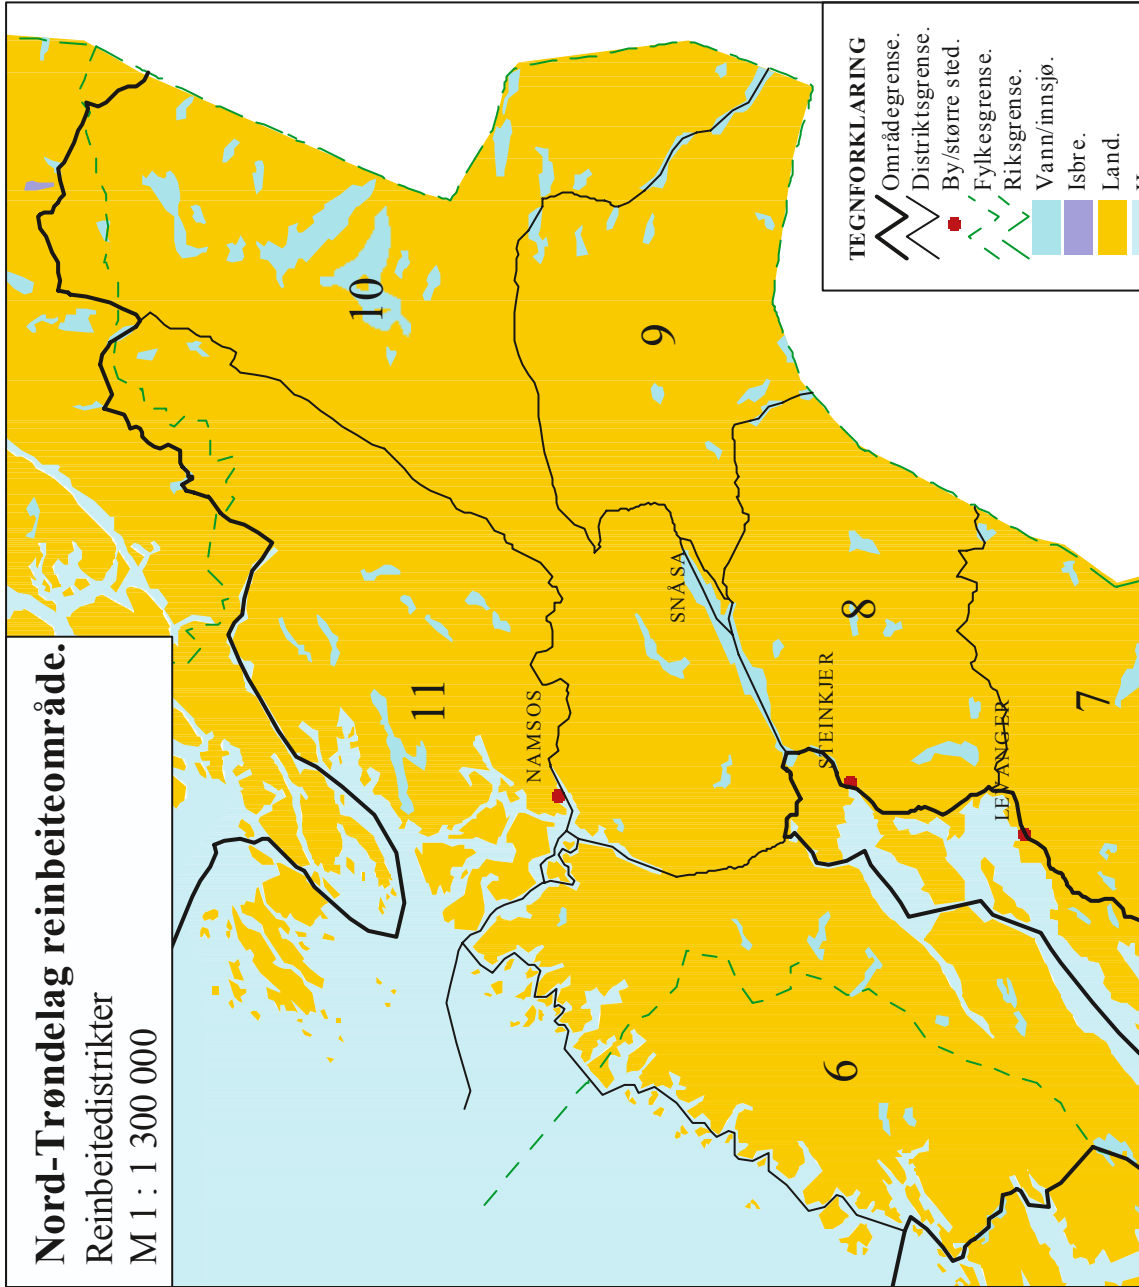 Nord-Trøndelag reinbeiteområde.
Reinbeitedistrikter
M 1 : 1 300 000
10
11
9
NAMSOS
SNÅSA
8
STEINKJER
7
LEVANGER
6
TEGNFORKLARING
Områdegrense.
Distriktsgrense.
By/større sted.
Fylkesgrense.
Riksgrense.
Vann/innsjø.
Isbre.
Land.